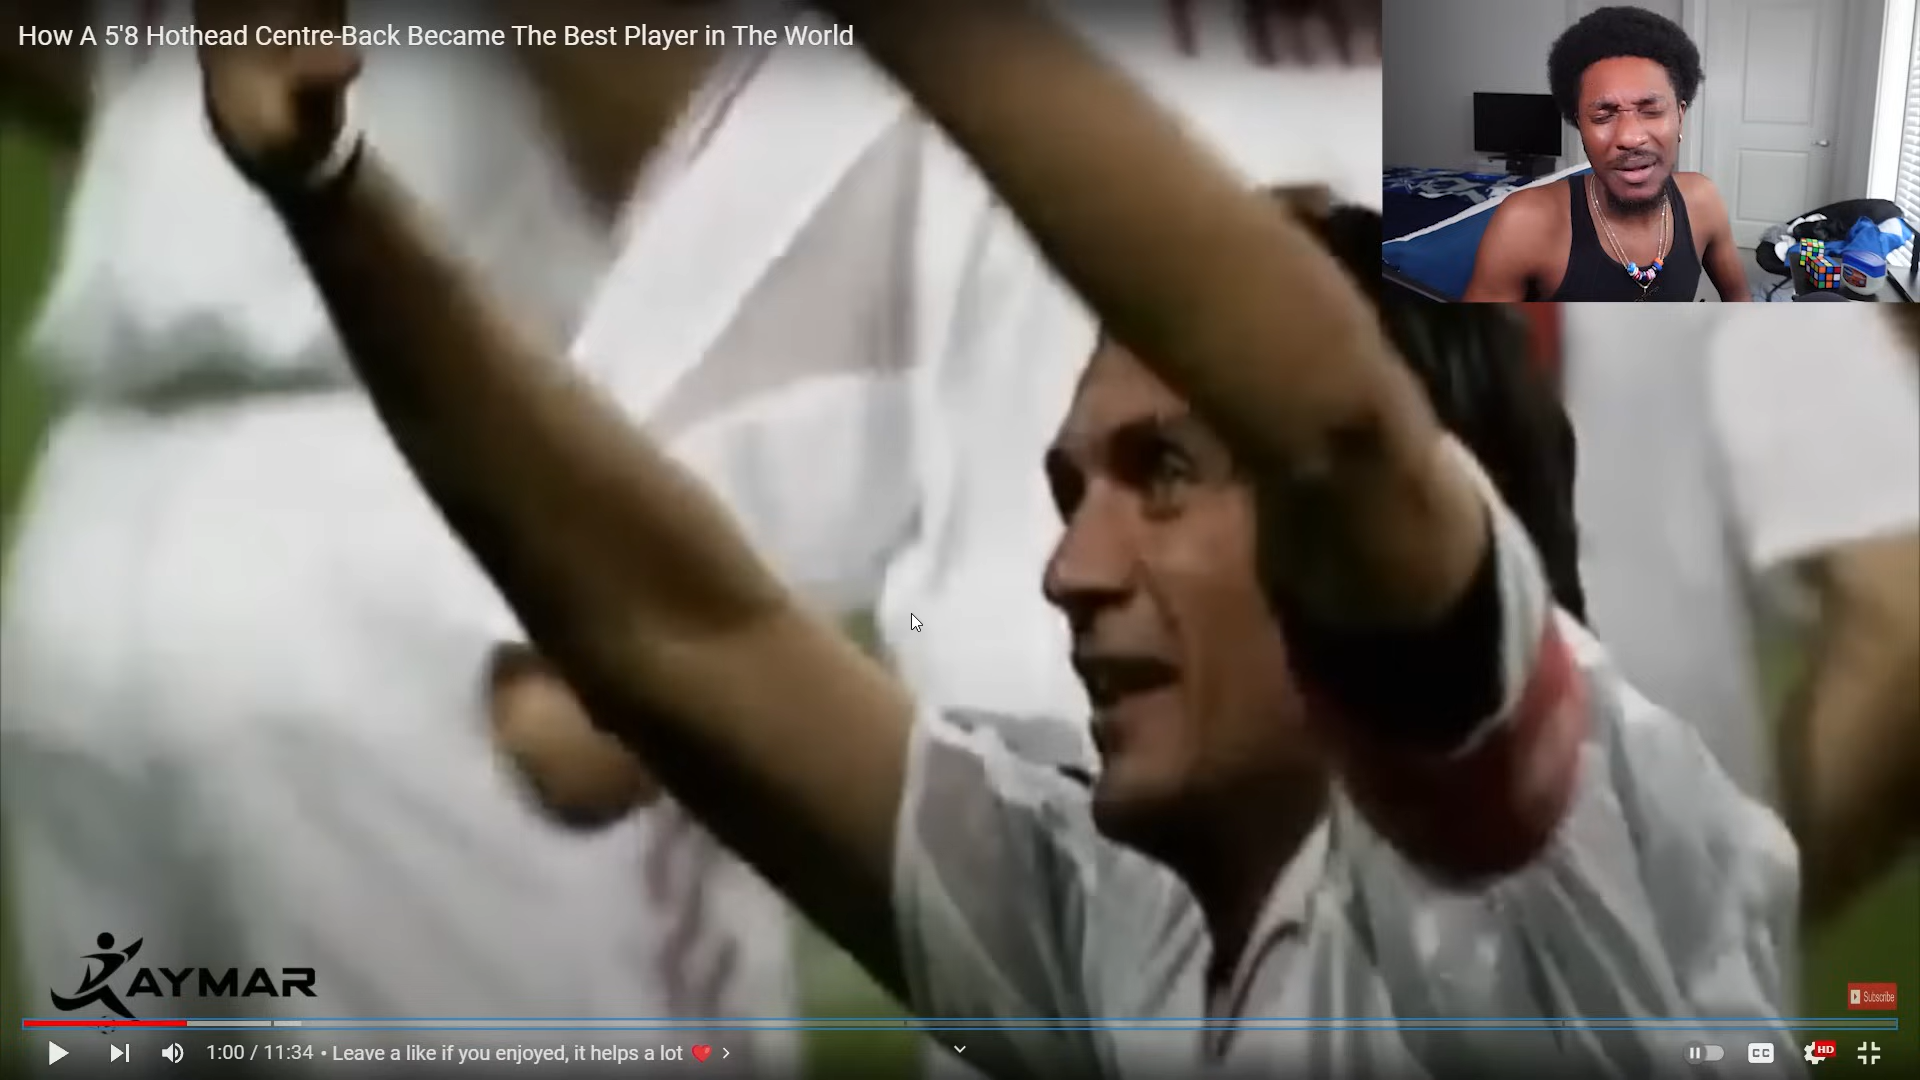 How A 5'8 Hothead Centre-Back Became The Best Player in The World
KAYMAR
Subscribe
1:00 / 11:34 • Leave a like if you enjoyed, it helps a lot ❤️ >
CC
HD